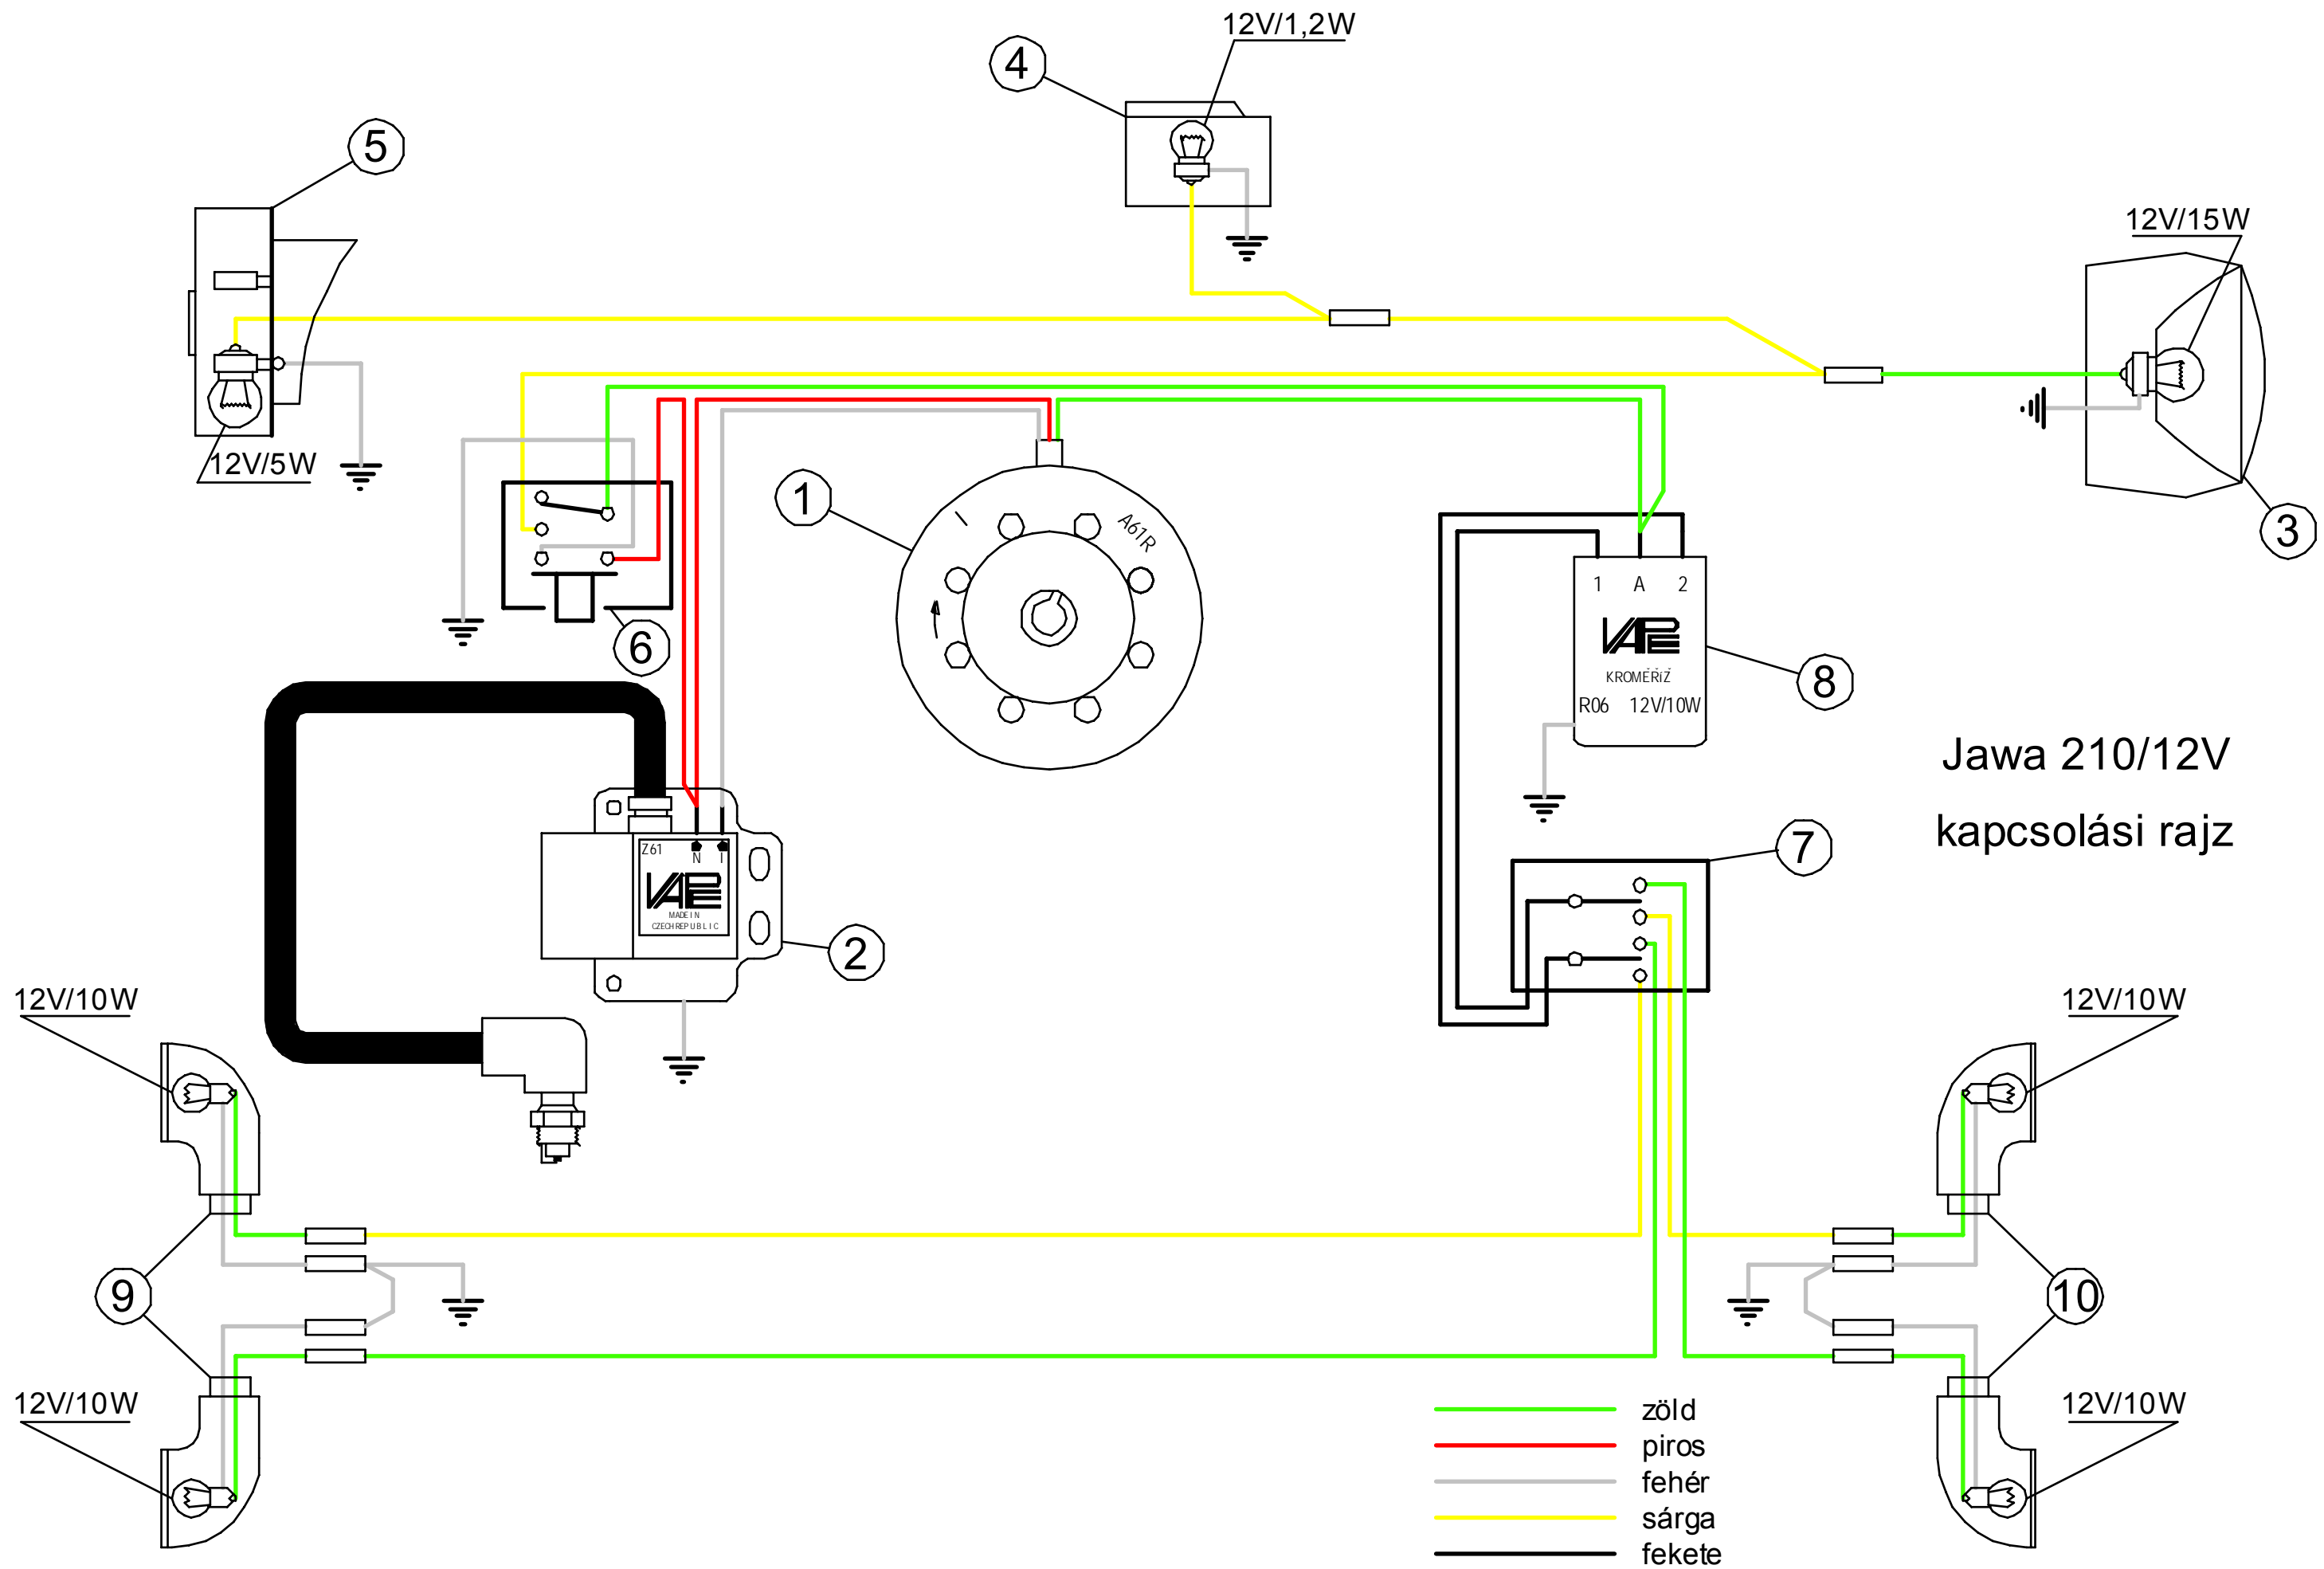 12V/1,2W
4
5
12V/15W
12V/5W
1
A61R
3
6
1 A 2
VAPE
KROMĚŘíŽ
R06 12V/10W
8
Jawa 210/12V
kapcsolási rajz
7
Z61
N I
VAPE
MADE IN
CZECH REPUBLIC
2
12V/10W
12V/10W
9
10
12V/10W
12V/10W
zöld
piros
fehér
sárga
fekete